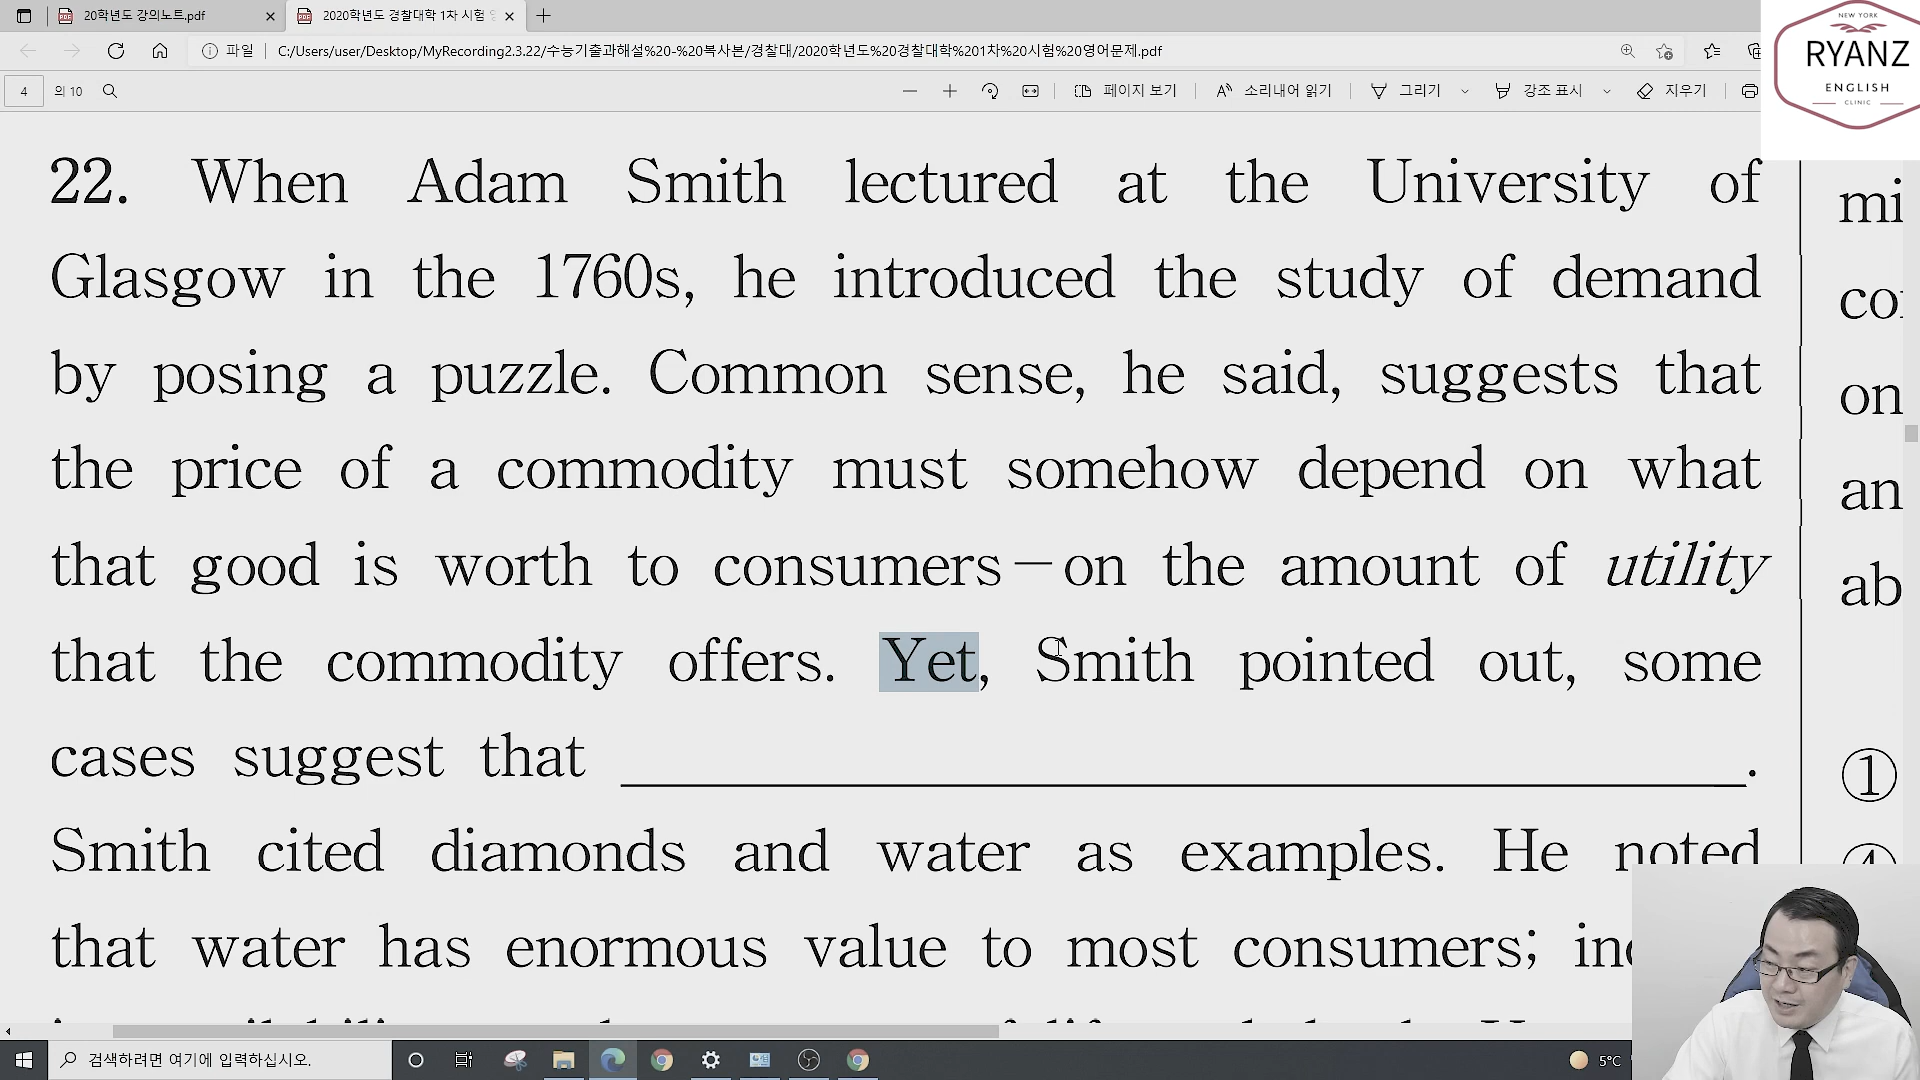 20학년도 강의노트.pdf
2020학년도 경찰대학 1차 시험
파일
C:/Users/user/Desktop/MyRecording2.3.22/수능기출과해설%20-%20복사본/경찰대/2020학년도%20경찰대학%201차%20시험%20영어문제.pdf
4 의 10
페이지 보기
소리내어 읽기
그리기
강조 표시
지우기
NEW YORK
RYANZ
ENGLISH
CLINIC
22. When Adam Smith lectured at the University of
Glasgow in the 1760s, he introduced the study of demand
by posing a puzzle. Common sense, he said, suggests that
the price of a commodity must somehow depend on what
that good is worth to consumers—on the amount of utility
that the commodity offers. Yet, Smith pointed out, some
cases suggest that ____.
Smith cited diamonds and water as examples. He noted
that water has enormous value to most consumers;
mi
on
an
ab
①
검색하려면 여기에 입력하십시오.
5°C